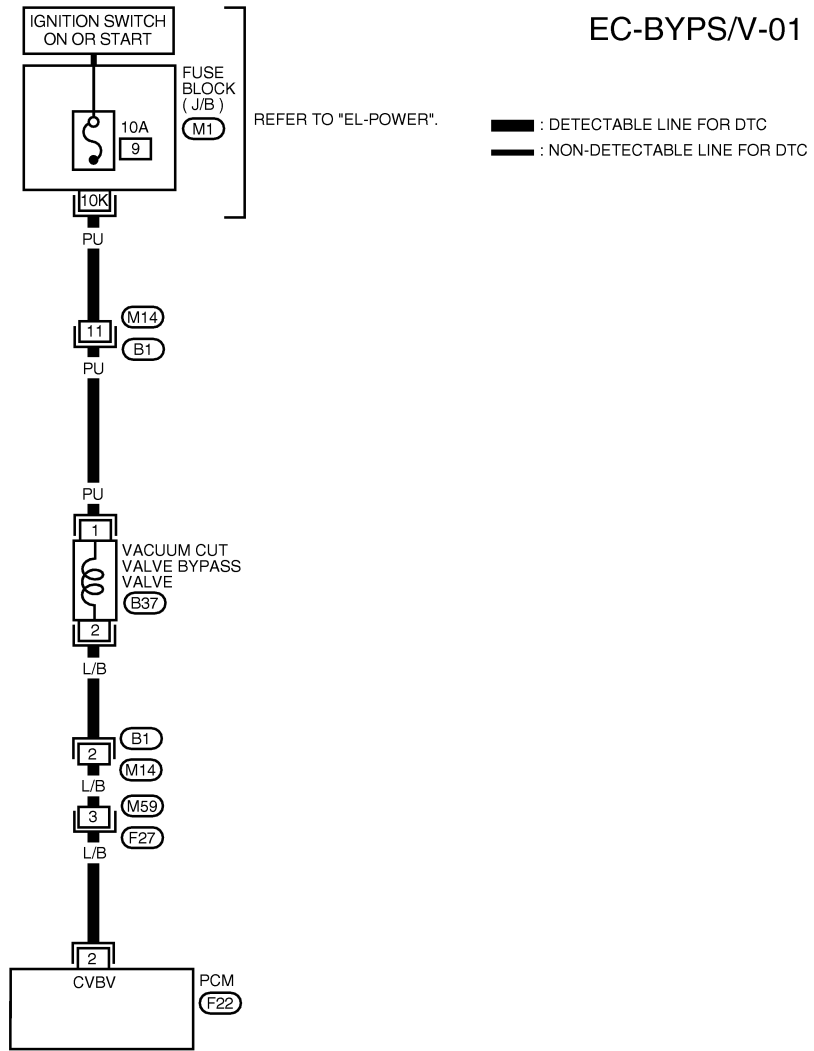 IGNITION SWITCH
ON OR START
EC-BYPS/V-01
FUSE
BLOCK
( J/B )
M1
10A
9
REFER TO "EL-POWER".
: DETECTABLE LINE FOR DTC
: NON-DETECTABLE LINE FOR DTC
10K
PU
M14
11
B1
PU
PU
1
VACUUM CUT
VALVE BYPASS
VALVE
B37
2
L/B
B1
2
M14
L/B
M59
3
F27
L/B
2
CVBV
PCM
F22